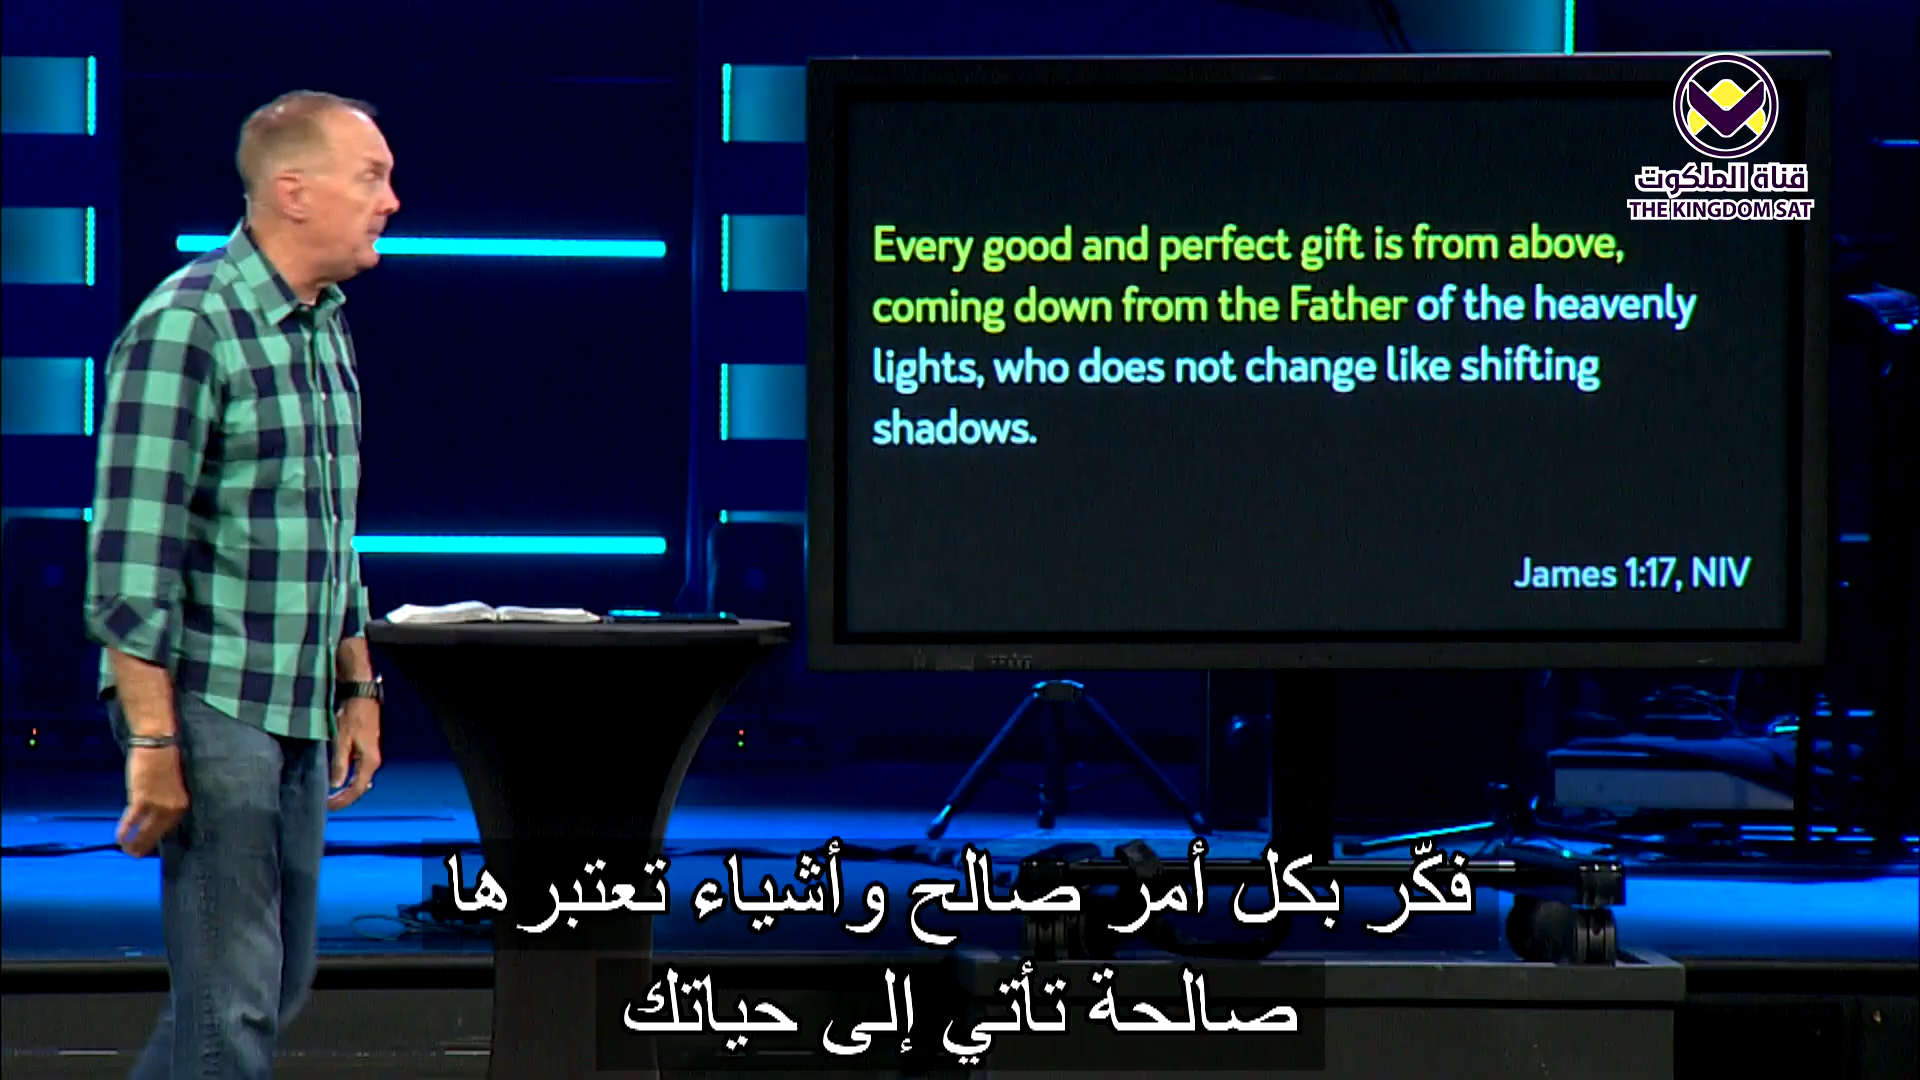 قناة الملكوت
THE KINGDOM SAT
Every good and perfect gift is from above,
coming down from the Father of the heavenly
lights, who does not change like shifting
shadows.
James 1:17, NIV
فكّر بكل أمر صالح وأشياء تعتبرها
صالحة تأتي إلى حياتك